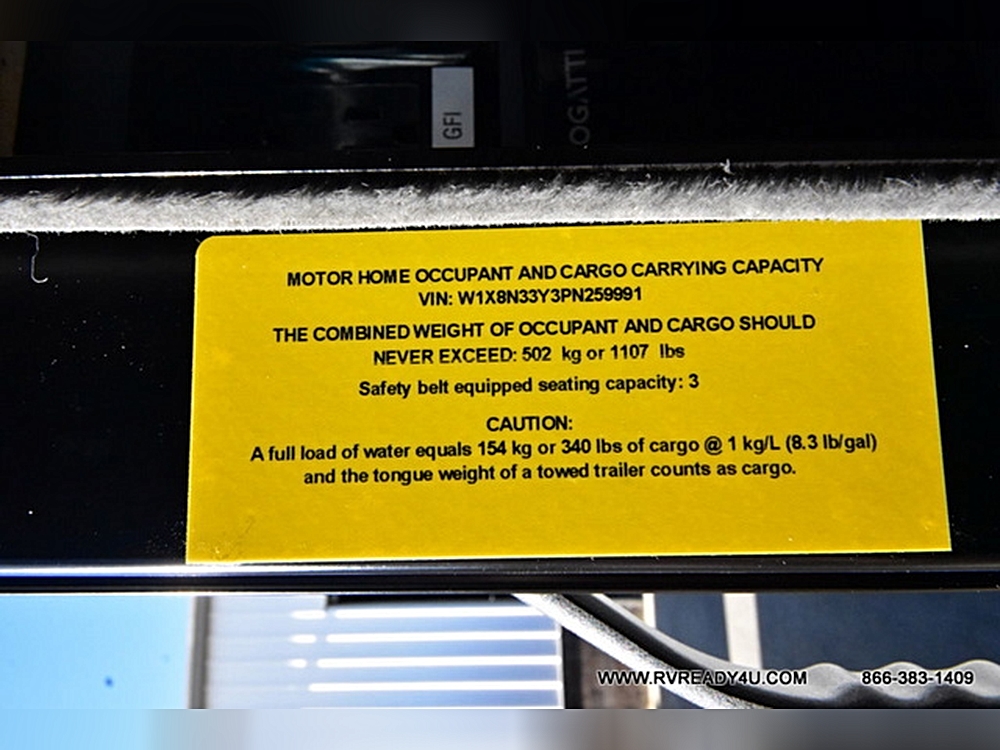 GFI
OGATTI
MOTOR HOME OCCUPANT AND CARGO CARRYING CAPACITY
VIN: W1X8N33Y3PN259991
THE COMBINED WEIGHT OF OCCUPANT AND CARGO SHOULD
NEVER EXCEED: 502 kg or 1107 lbs
Safety belt equipped seating capacity: 3
CAUTION:
A full load of water equals 154 kg or 340 lbs of cargo @ 1 kg/L (8.3 lb/gal)
and the tongue weight of a towed trailer counts as cargo.
WWW.RVREADY4U.COM 866-383-1409